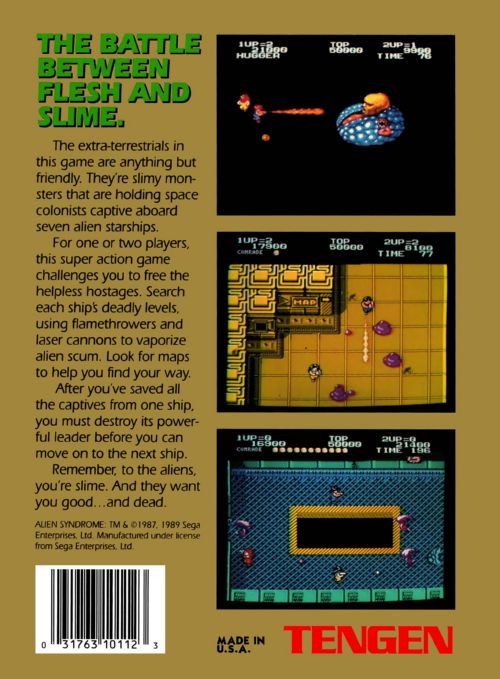 THE BATTLE
BETWEEN
FLESH AND
SLIME.
The extra-terrestrials in
this game are anything but
friendly. They're slimy mon-
sters that are holding space
colonists captive aboard
seven alien starships.
For one or two players,
this super action game
challenges you to free the
helpless hostages. Search
each ship's deadly levels,
using flamethrowers and
laser cannons to vaporize
alien scum. Look for maps
to help you find your way.
After you've saved all
the captives from one ship,
you must destroy its power-
ful leader before you can
move on to the next ship.
Remember, to the aliens,
you're slime. And they want
you good...and dead.
ALIEN SYNDROME: TM & ©1987, 1989 Sega
Enterprises, Ltd. Manufactured under license
from Sega Enterprises, Ltd.
0 31763 10112 3
1UP=2 TOP 2UP=1
21000 50000 9900
HUGGER TIME 76
1UP=2 TOP 2UP=2
17900 50000 8100
COMRADE TIME 77
MAP
1UP=0 TOP 2UP=0
16900 50000 21400
COMRADE TIME 196
MADE IN
U.S.A.
TENGEN